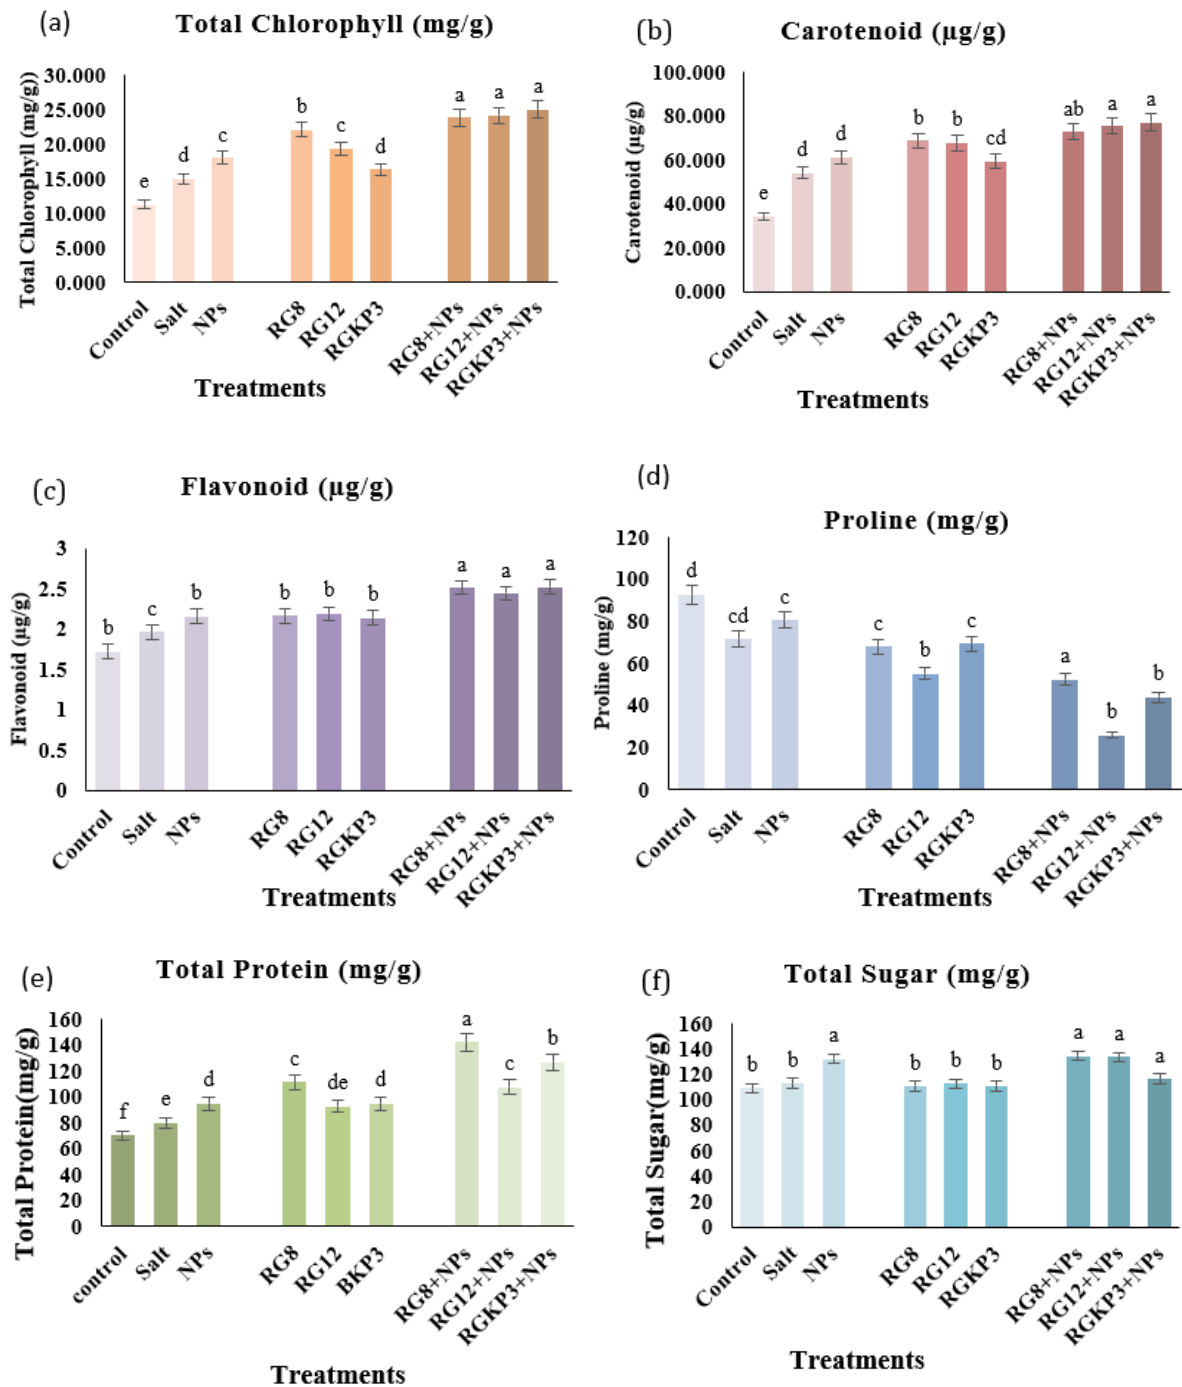 (a)
Total Chlorophyll (mg/g)
Total Chlorophyll (mg/g))
30.000
25.000
20.000
15.000
10.000
5.000
0.000
e
d
c
b
c
d
a
a
a
Control
Salt
NPs
RG8
RG12
RGKP3
RG8+NPs
RG12+NPs
RGKP3+NPs
Treatments
(b)
Carotenoid (µg/g)
Carotenoid (µg/g)
100.000
80.000
60.000
40.000
20.000
0.000
e
d
d
b
b
cd
ab
a
a
Control
Salt
NPs
RG8
RG12
RGKP3
RG8+NPs
RG12+NPs
RGKP3+NPs
Treatments
(c)
Flavonoid (µg/g)
Flavonoid (µg/g)
3
2.5
2
1.5
1
0.5
0
b
c
b
b
b
b
a
a
a
Control
Salt
NPs
RG8
RG12
RGKP3
RG8+NPs
RG12+NPs
RGKP3+NPs
Treatments
(d)
Proline (mg/g)
Proline (mg/g)
120
100
80
60
40
20
0
d
cd
c
c
b
c
a
b
b
Control
Salt
NPs
RG8
RG12
RGKP3
RG8+NPs
RG12+NPs
RGKP3+NPs
Treatments
(e)
Total Protein (mg/g)
Total Protein(mg/g)
160
140
120
100
80
60
40
20
0
f
e
d
c
de
d
a
c
b
control
Salt
NPs
RG8
RG12
BKP3
RG8+NPs
RG12+NPs
RGKP3+NPs
Treatments
(f)
Total Sugar (mg/g)
Total Sugar(mg/g)
160
140
120
100
80
60
40
20
0
b
b
a
b
b
b
a
a
a
Control
Salt
NPs
RG8
RG12
RGKP3
RG8+NPs
RG12+NPs
RGKP3+NPs
Treatments